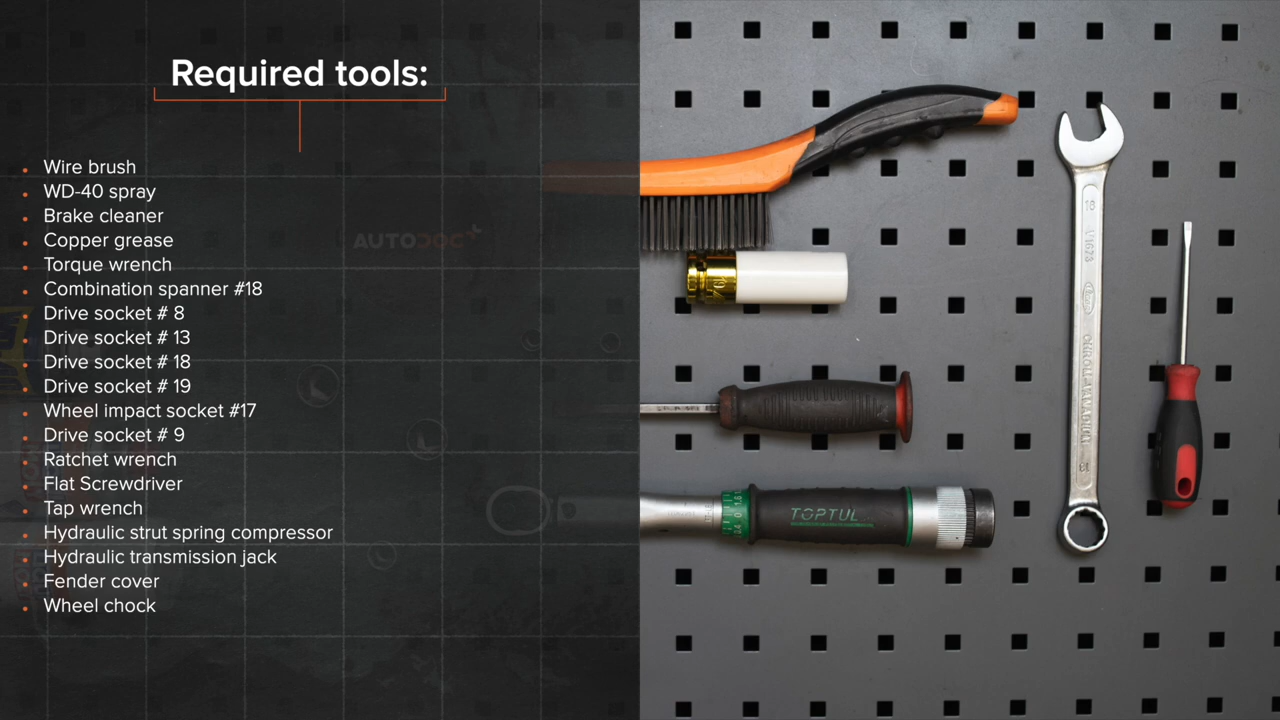 Required tools:
Wire brush
WD-40 spray
Brake cleaner
Copper grease
Torque wrench
Combination spanner #18
Drive socket # 8
Drive socket # 13
Drive socket # 18
Drive socket # 19
Wheel impact socket #17
Drive socket # 9
Ratchet wrench
Flat Screwdriver
Tap wrench
Hydraulic strut spring compressor
Hydraulic transmission jack
Fender cover
Wheel chock
AUTODOC
TOPTUL